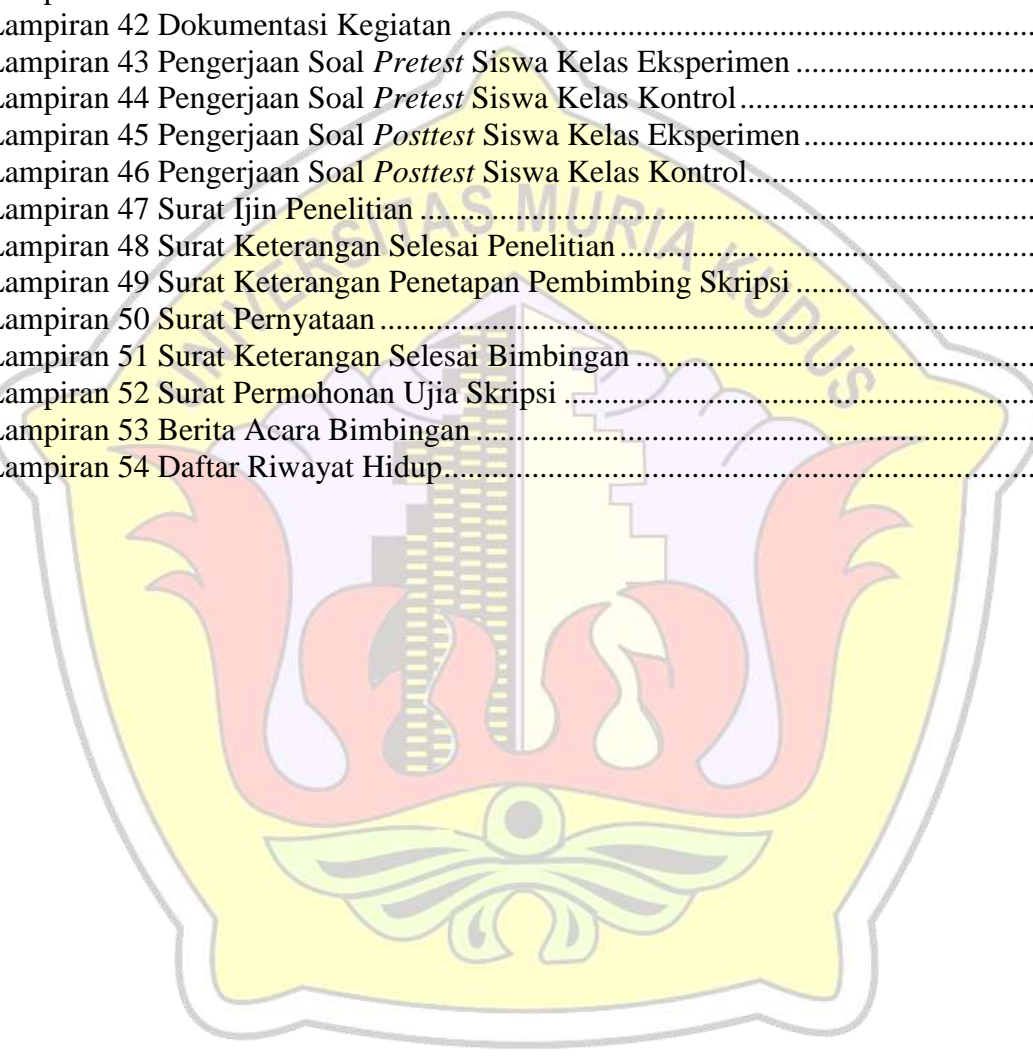 Lampiran 42 Dokumentasi Kegiatan ....................................................................
Lampiran 43 Pengerjaan Soal Pretest Siswa Kelas Eksperimen ............................
Lampiran 44 Pengerjaan Soal Pretest Siswa Kelas Kontrol ..................................
Lampiran 45 Pengerjaan Soal Posttest Siswa Kelas Eksperimen ...........................
Lampiran 46 Pengerjaan Soal Posttest Siswa Kelas Kontrol..................................
Lampiran 47 Surat Ijin Penelitian ..........................................................................
Lampiran 48 Surat Keterangan Selesai Penelitian ..................................................
Lampiran 49 Surat Keterangan Penetapan Pembimbing Skripsi ............................
Lampiran 50 Surat Pernyataan ...............................................................................
Lampiran 51 Surat Keterangan Selesai Bimbingan ................................................
Lampiran 52 Surat Permohonan Ujia Skripsi .........................................................
Lampiran 53 Berita Acara Bimbingan ....................................................................
Lampiran 54 Daftar Riwayat Hidup........................................................................
UNIVERSITAS MURIA KUDUS